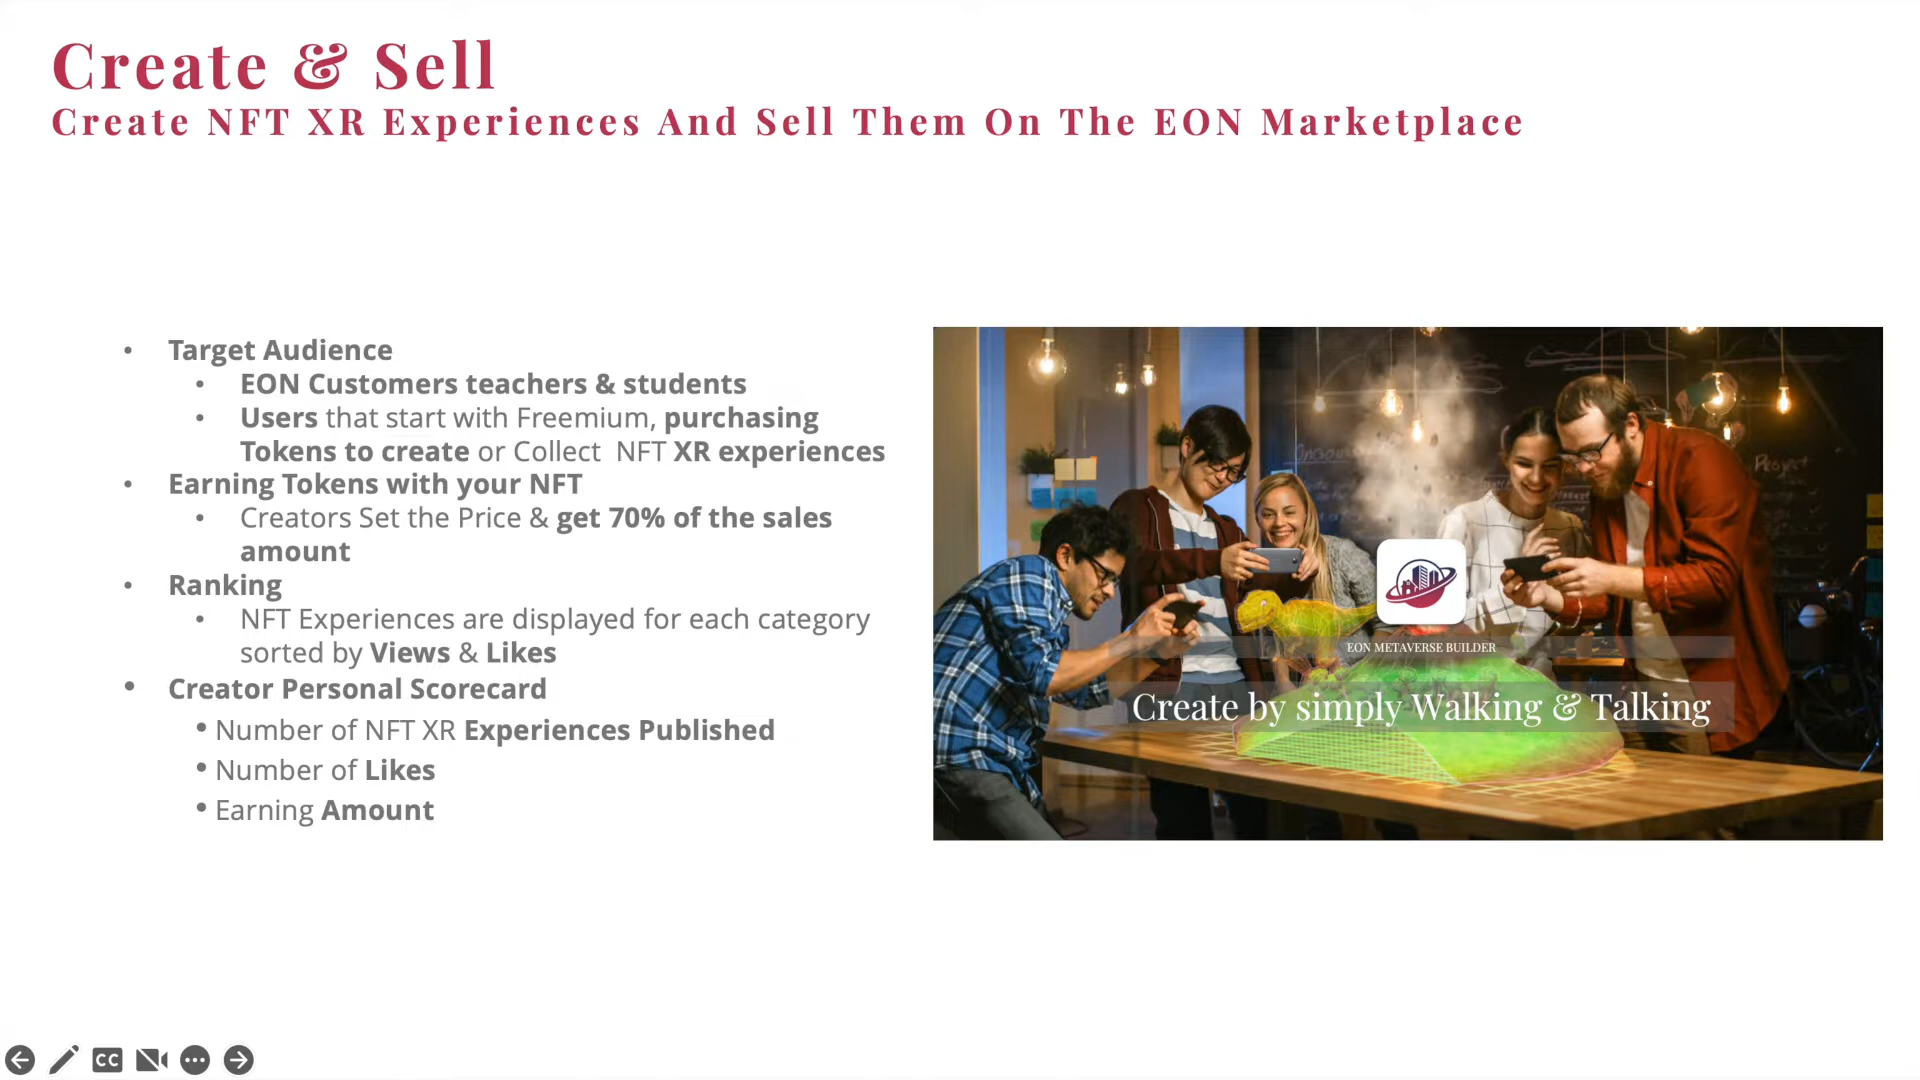 Create & Sell
Create NFT XR Experiences And Sell Them On The EON Marketplace
• Target Audience
• EON Customers teachers & students
• Users that start with Freemium, purchasing
Tokens to create or Collect NFT XR experiences
• Earning Tokens with your NFT
• Creators Set the Price & get 70% of the sales
amount
• Ranking
• NFT Experiences are displayed for each category
sorted by Views & Likes
• Creator Personal Scorecard
• Number of NFT XR Experiences Published
• Number of Likes
• Earning Amount
Project
EON METAVERSE BUILDER
Create by simply Walking & Talking
CC